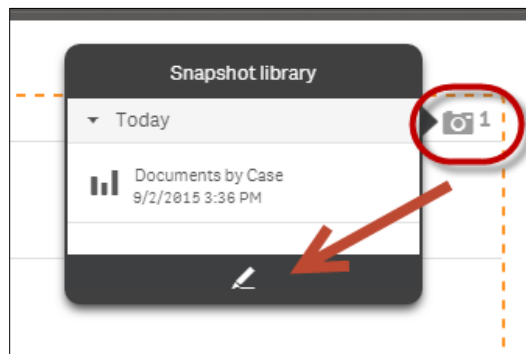 Snapshot library
Today
1
Documents by Case
9/2/2015 3:36 PM